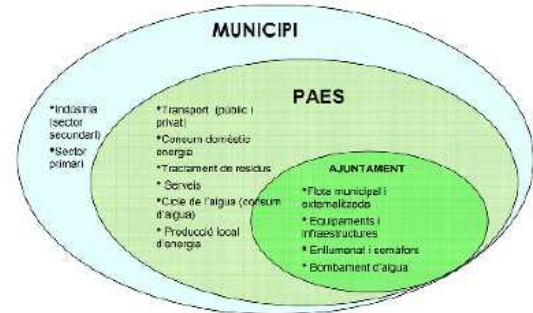 MUNICIPI
PAES
*Indústria
(sector
secundari)
*Sector
primari
*Transport (públic i
privat)
*Consum domèstic
energia
*Tractament de residus
* Serveis
*Cicle de l'aigua (consum
d'aigua)
* Producció local
d'energia
AJUNTAMENT
*Flota municipal i
externalitzada
* Equipaments i
infraestructures
*Enllumenat i semàfors
*Bombament d'aigua